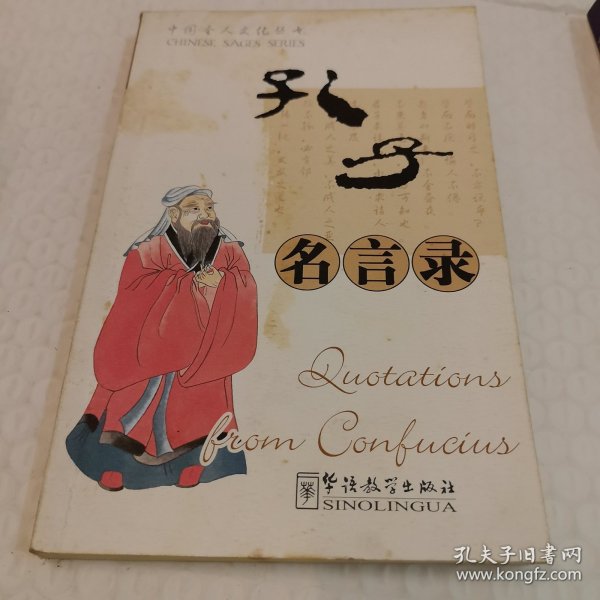 中国圣人文化丛书
CHINESE SAGES SERIES
孔子
名言录
Quotations
from Confucius
华语教学出版社
SINOLINGUA
孔夫子旧书网
www.kongfz.com